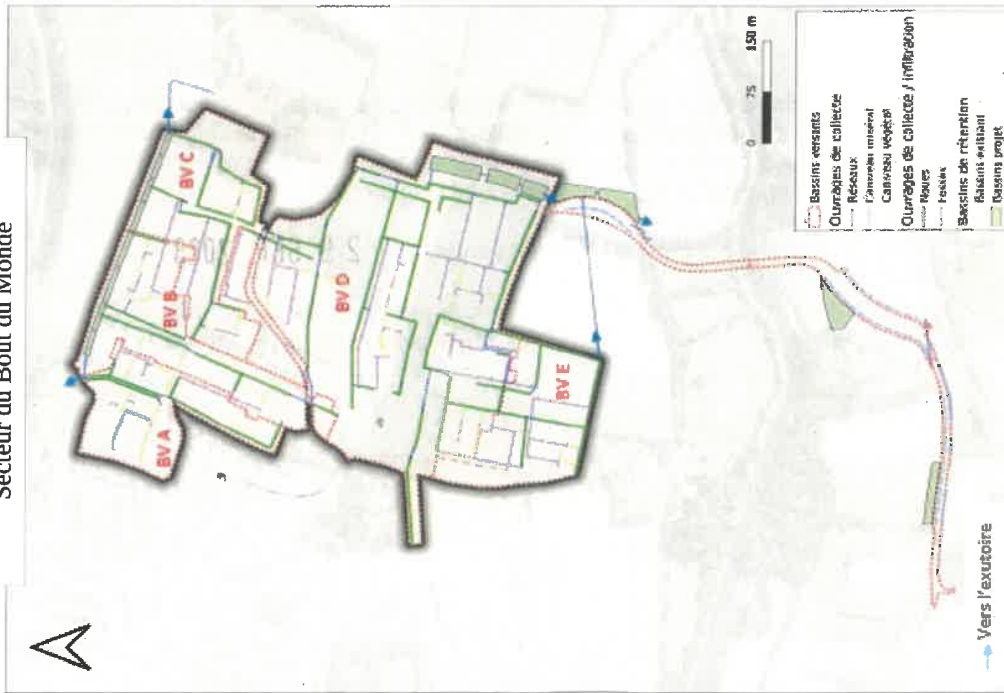 Secteur du Bout du Monde
BV A
BV B
BV C
BV D
BV E
0 75 150 m
Bassins versants
Ouvrages de collecte
Réseaux
Caniveau minéral
Caniveau végétal
Ouvrages de collecte / infiltration
Noues
Fossés
Bassins de rétention
Bassins existant
Bassins projet
Vers l'exutoire